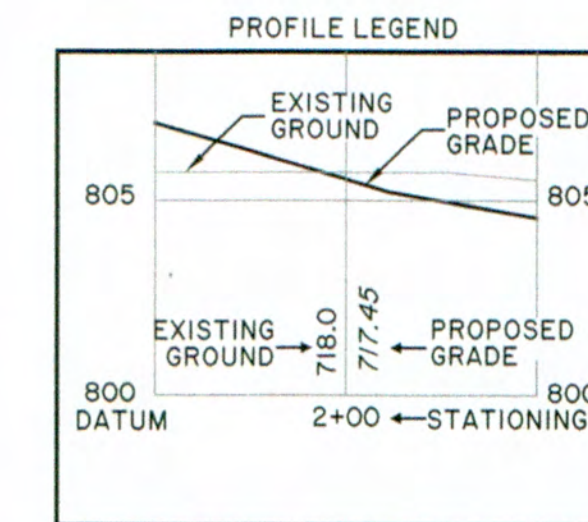 PROFILE LEGEND
EXISTING
GROUND
PROPOSED
GRADE
805
805
EXISTING
GROUND
718.0
717.45
PROPOSED
GRADE
800
800
DATUM
2+00
STATIONING